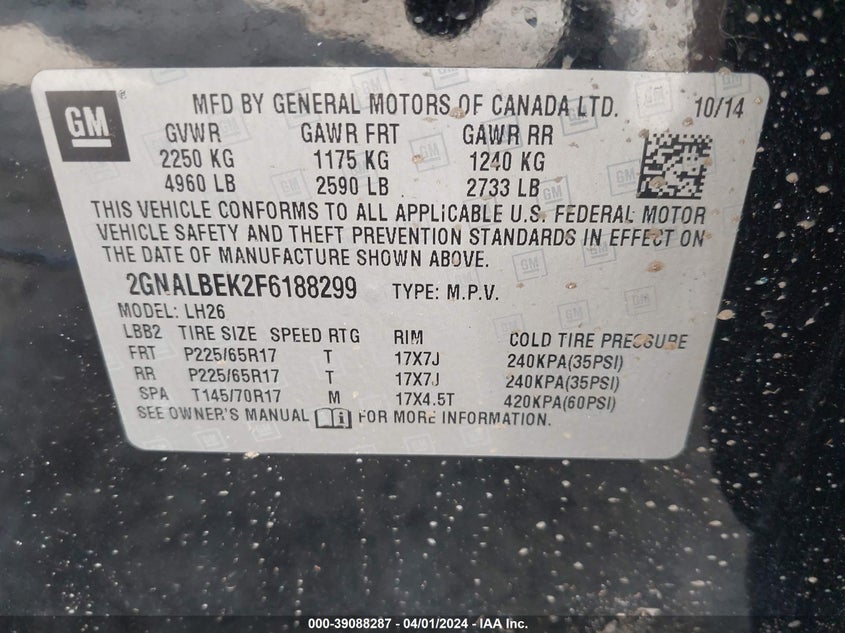 GM ® MFD BY GENERAL MOTORS OF CANADA LTD. 10/14
GVWR GAWR FRT GAWR RR
2250 KG 1175 KG 1240 KG
4960 LB 2590 LB 2733 LB
THIS VEHICLE CONFORMS TO ALL APPLICABLE U.S. FEDERAL MOTOR
VEHICLE SAFETY AND THEFT PREVENTION STANDARDS IN EFFECT ON
THE DATE OF MANUFACTURE SHOWN ABOVE.
2GNALBEK2F6188299 TYPE: M.P.V.
MODEL: LH26
LBB2 TIRE SIZE SPEED RTG RIM COLD TIRE PRESSURE
FRT P225/65R17 T 17X7J 240KPA(35PSI)
RR P225/65R17 T 17X7J 240KPA(35PSI)
SPA T145/70R17 M 17X4.5T 420KPA(60PSI)
SEE OWNER'S MANUAL FOR MORE INFORMATION.
000-39088287 - 04/01/2024 - IAA Inc.